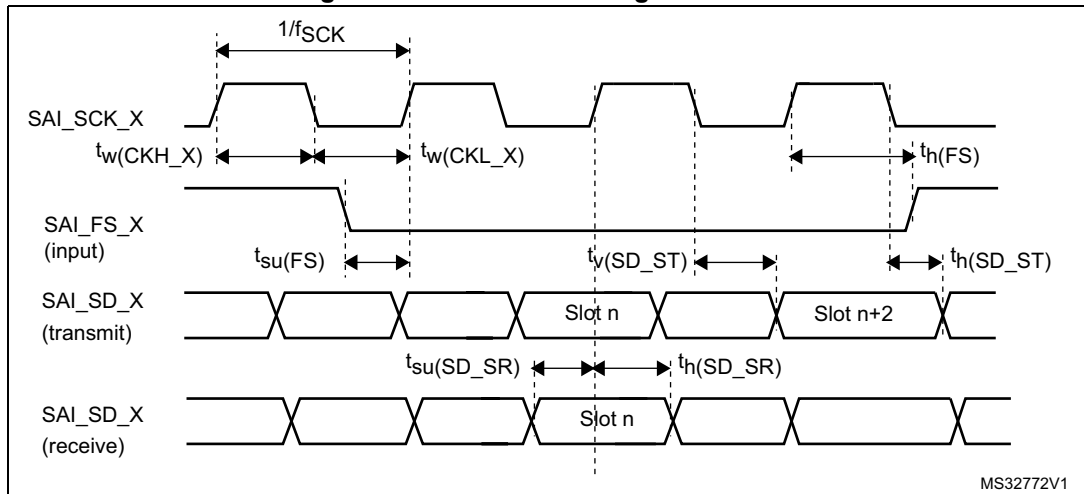 1/fSCK
SAI_SCK_X
tw(CKH_X)
tw(CKL_X)
th(FS)
SAI_FS_X
(input)
tsu(FS)
tv(SD_ST)
th(SD_ST)
SAI_SD_X
(transmit)
Slot n
Slot n+2
tsu(SD_SR)
th(SD_SR)
SAI_SD_X
(receive)
Slot n
MS32772V1